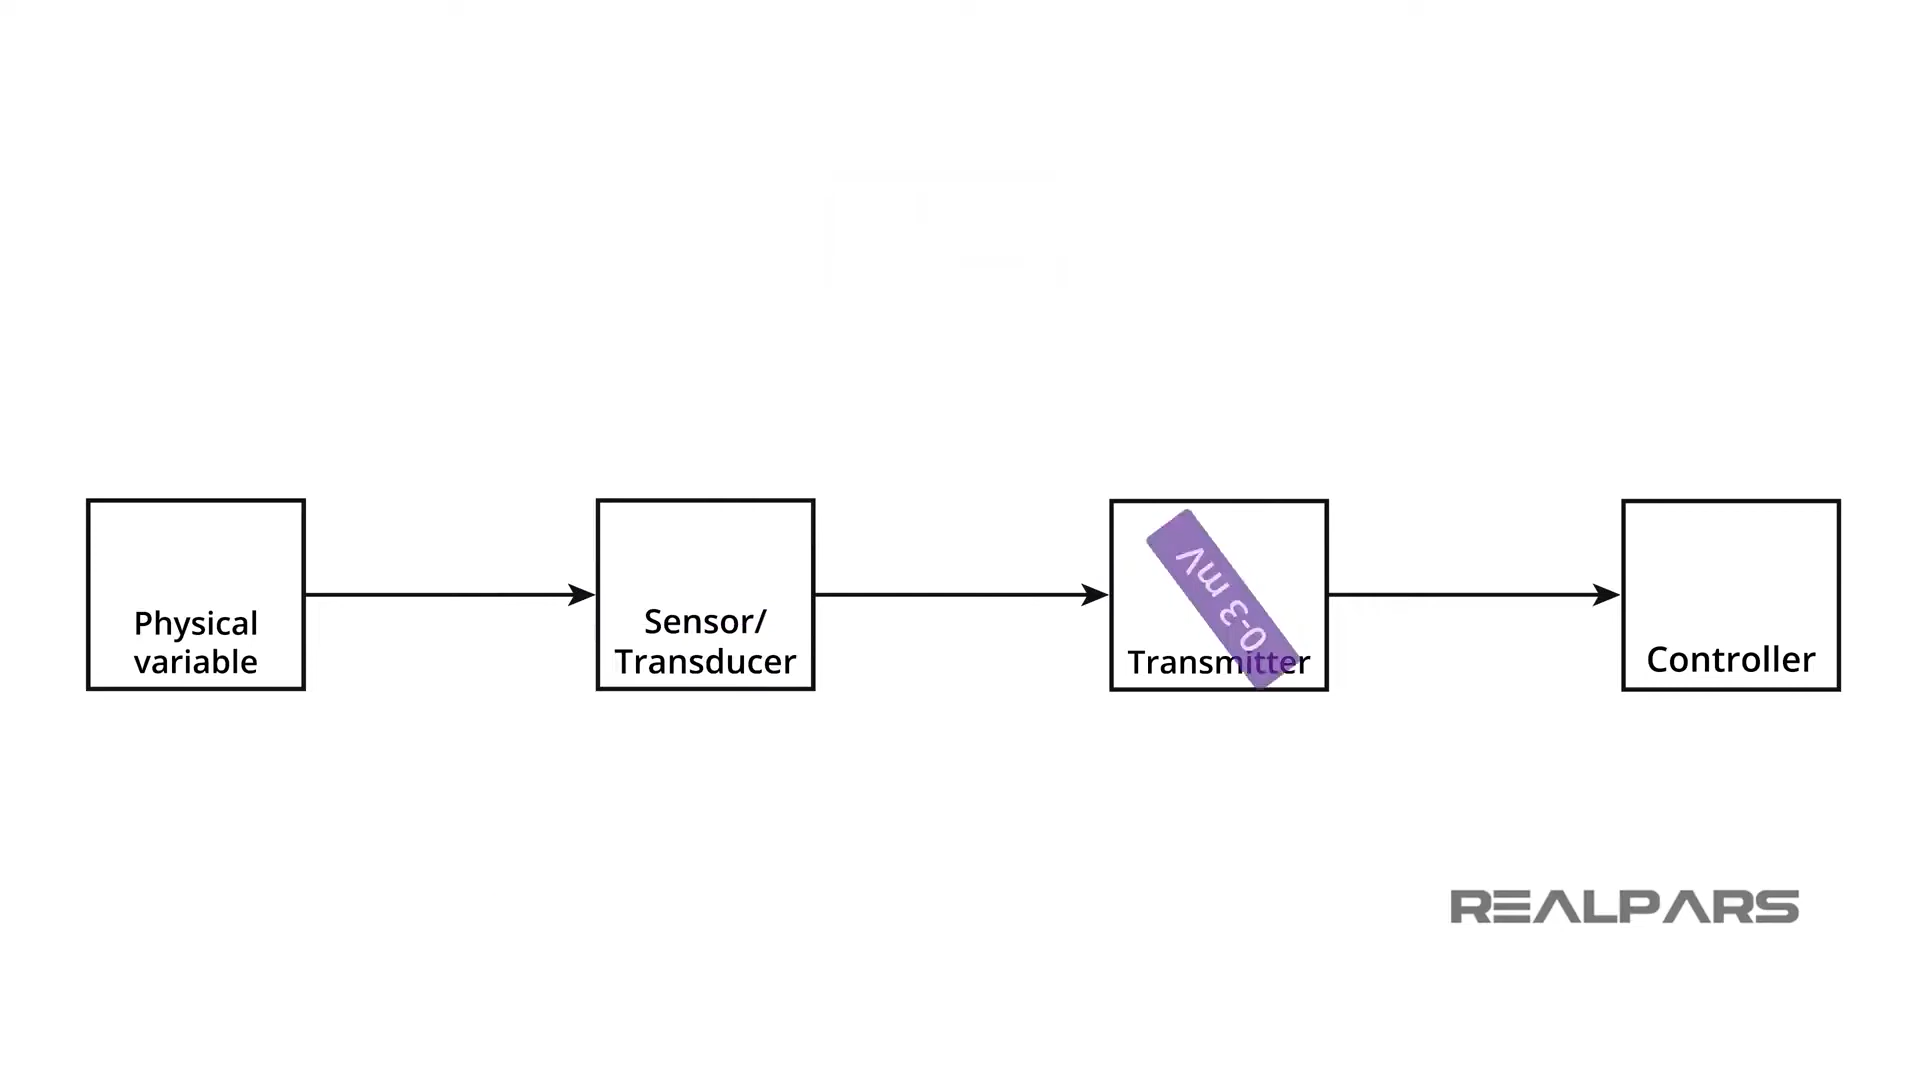 Physical
variable
Sensor/
Transducer
0-3 mV
Transmitter
Controller
REALPARS